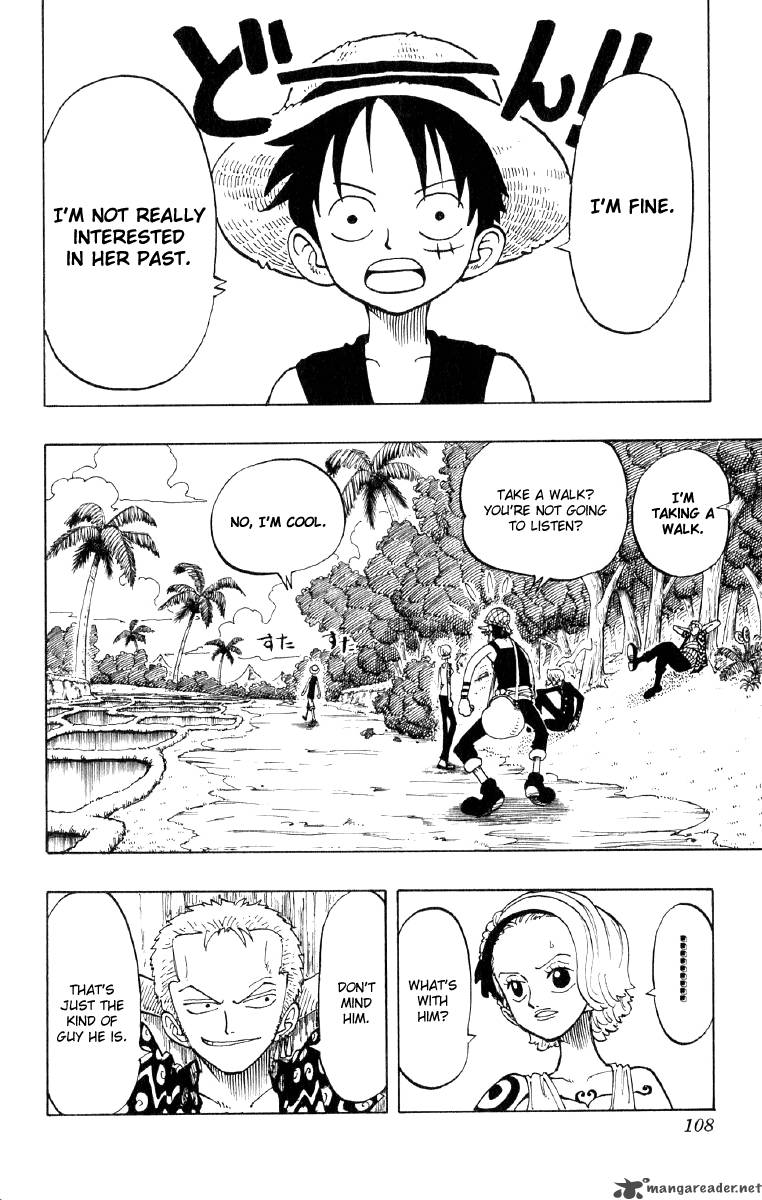 どん!!
I'M FINE.
I'M NOT REALLY
INTERESTED
IN HER PAST.
I'M
TAKING A
WALK.
TAKE A WALK?
YOU'RE NOT GOING
TO LISTEN?
NO, I'M COOL.
すた
すた
WHAT'S
WITH
HIM?
DON'T
MIND
HIM.
THAT'S
JUST THE
KIND OF
GUY HE IS.
108
mangareader.net